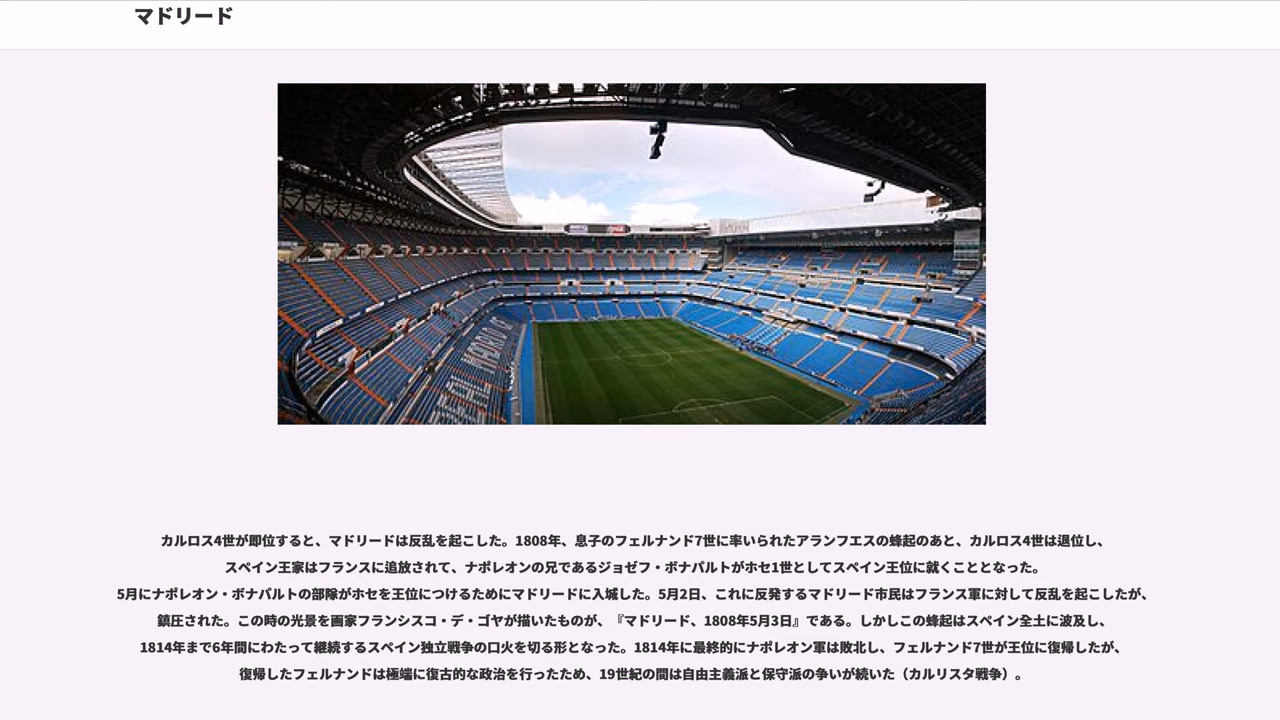 マドリード
REAL MADRID C.F
カルロス4世が即位すると、マドリードは反乱を起こした。1808年、息子のフェルナンド7世に率いられたアランフエスの蜂起のあと、カルロス4世は退位し、
スペイン王家はフランスに追放されて、ナポレオンの兄であるジョゼフ・ボナパルトがホセ1世としてスペイン王位に就くこととなった。
5月にナポレオン・ボナパルトの部隊がホセを王位につけるためにマドリードに入城した。5月2日、これに反発するマドリード市民はフランス軍に対して反乱を起こしたが、
鎮圧された。この時の光景を画家フランシスコ・デ・ゴヤが描いたものが、『マドリード、1808年5月3日』である。しかしこの蜂起はスペイン全土に波及し、
1814年まで6年間にわたって継続するスペイン独立戦争の口火を切る形となった。1814年に最終的にナポレオン軍は敗北し、フェルナンド7世が王位に復帰したが、
復帰したフェルナンドは極端に復古的な政治を行ったため、19世紀の間は自由主義派と保守派の争いが続いた（カルリスタ戦争）。